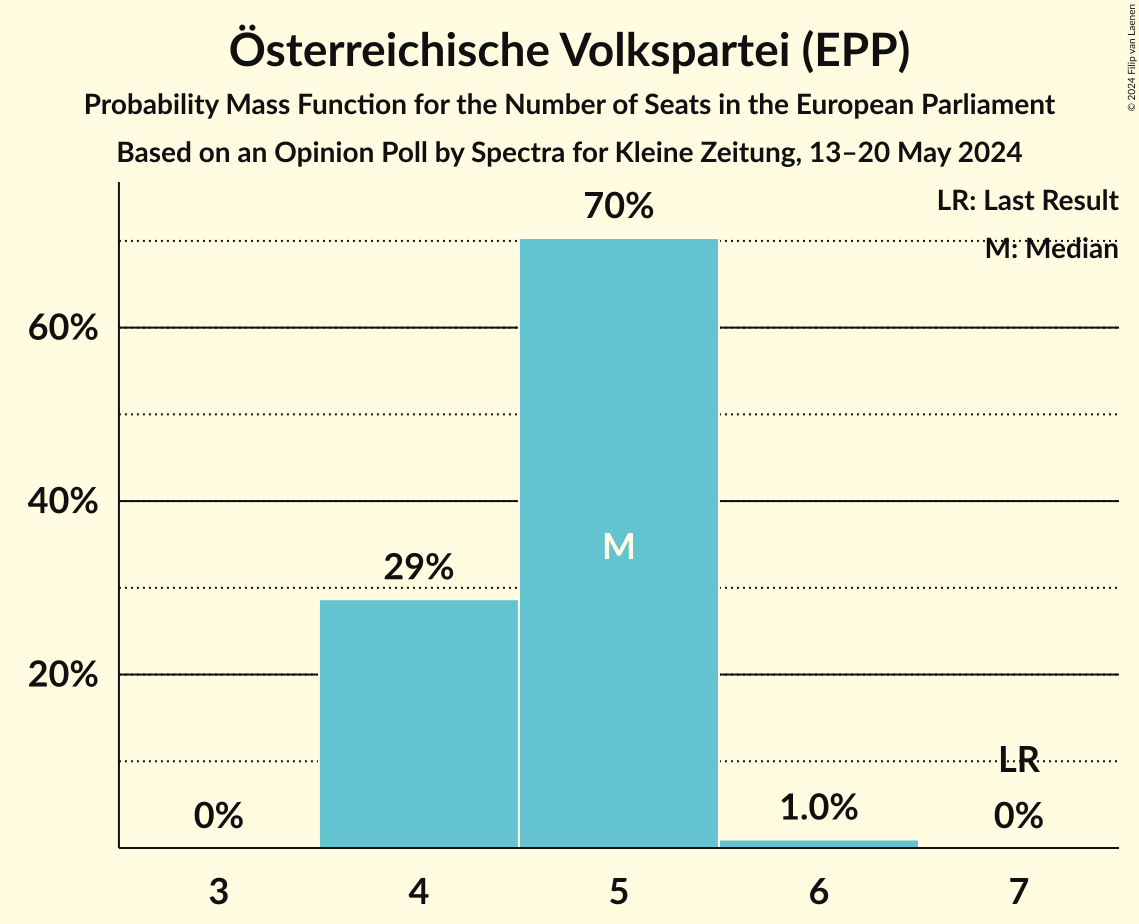 Österreichische Volkspartei (EPP)
Probability Mass Function for the Number of Seats in the European Parliament
Based on an Opinion Poll by Spectra for Kleine Zeitung, 13–20 May 2024
© 2024 Filip van Laenen
LR: Last Result
M: Median
70%
60%
40%
M
29%
20%
LR
0%
1.0%
0%
3 4 5 6 7